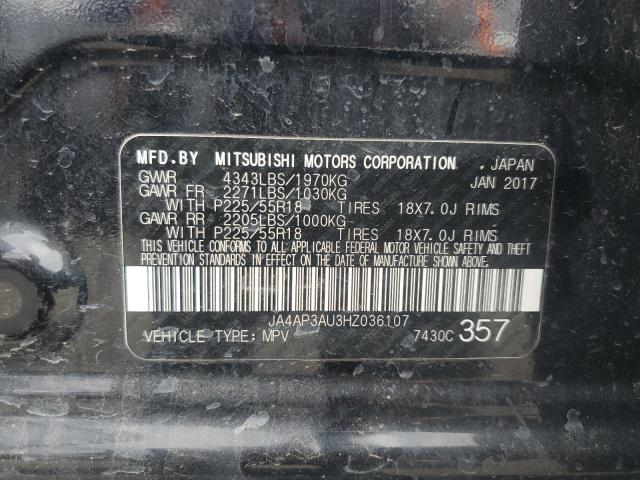 MFD.BY MITSUBISHI MOTORS CORPORATION . JAPAN
GVWR 4343LBS/1970KG JAN 2017
GAWR FR 2271LBS/1030KG
WITH P225/55R18 TIRES 18X7.0J RIMS
GAWR RR 2205LBS/1000KG
WITH P225/55R18 TIRES 18X7.0J RIMS
THIS VEHICLE CONFORMS TO ALL APPLICABLE FEDERAL MOTOR VEHICLE SAFETY AND THEFT
PREVENTION STANDARDS IN EFFECT ON THE DATE OF MANUFACTURE SHOWN ABOVE.
JA4AP3AU3HZ036107
VEHICLE TYPE: MPV 7430C 357